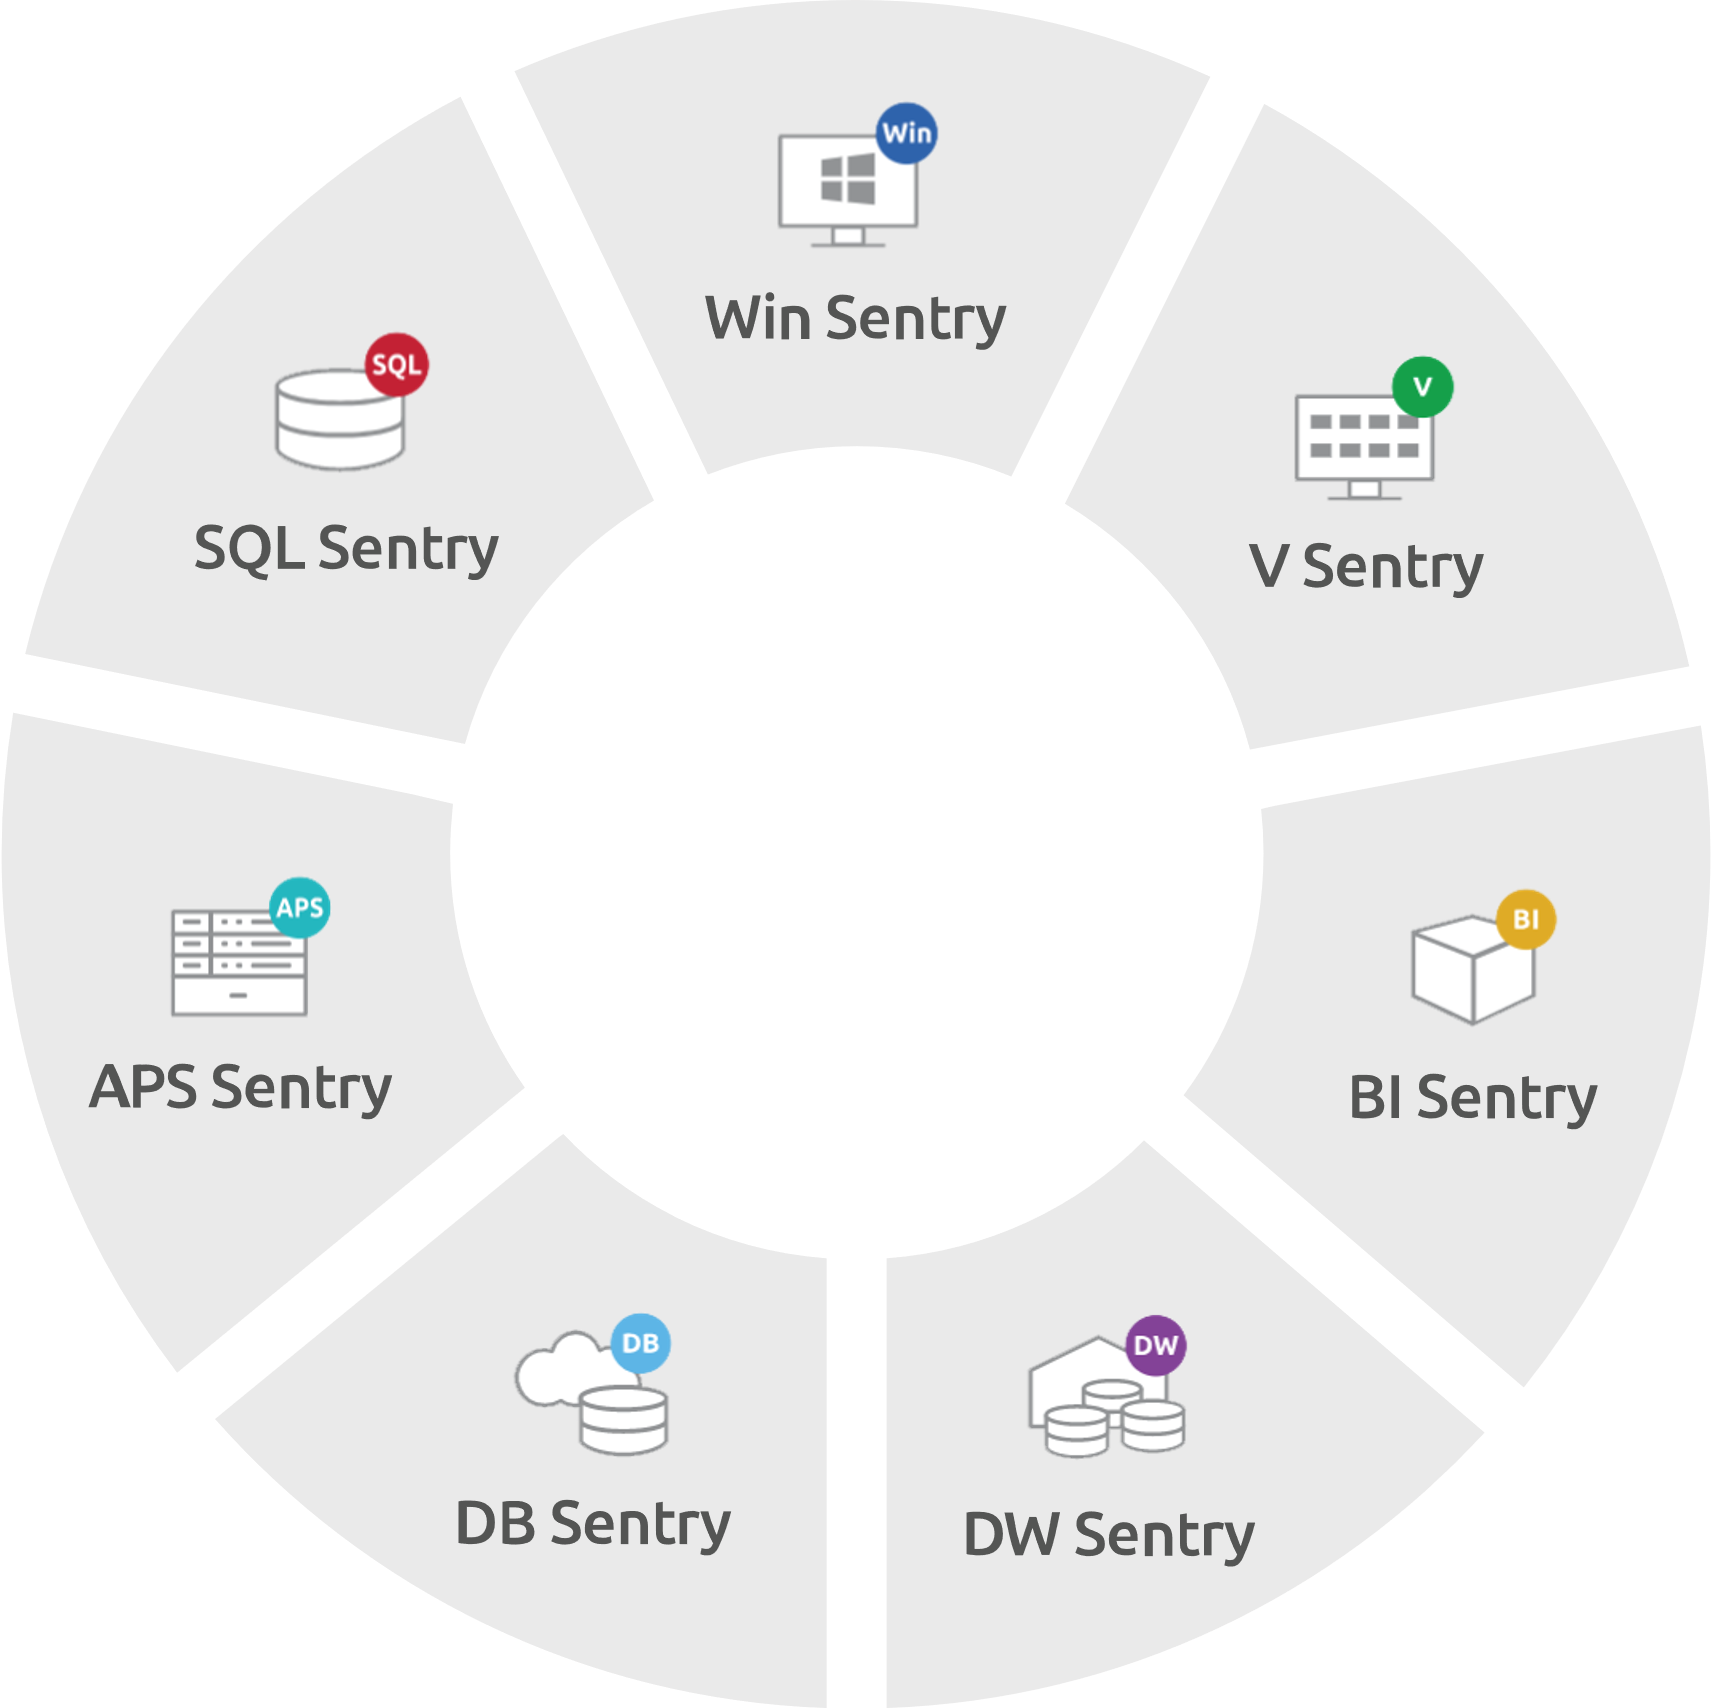 Win
Win Sentry
V
V Sentry
BI
BI Sentry
DW
DW Sentry
DB
DB Sentry
APS
APS Sentry
SQL
SQL Sentry